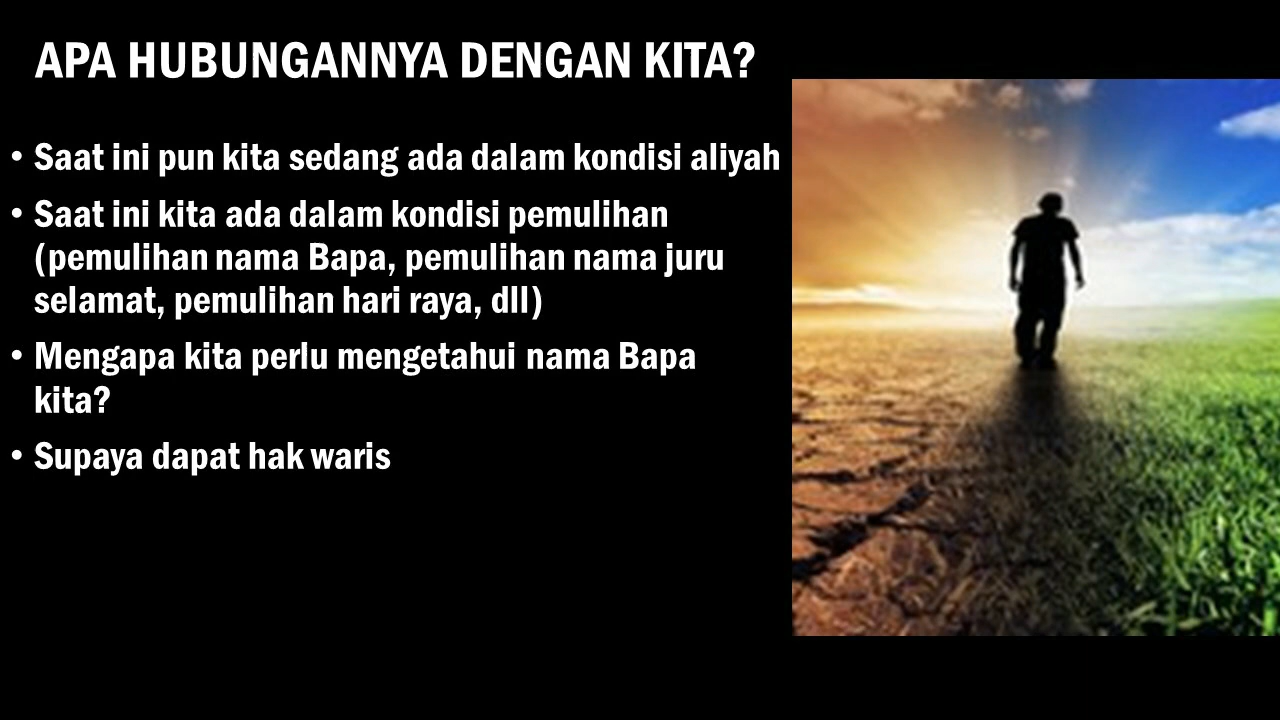 APA HUBUNGANNYA DENGAN KITA?
• Saat ini pun kita sedang ada dalam kondisi aliyah
• Saat ini kita ada dalam kondisi pemulihan
(pemulihan nama Bapa, pemulihan nama juru
selamat, pemulihan hari raya, dll)
• Mengapa kita perlu mengetahui nama Bapa
kita?
• Supaya dapat hak waris